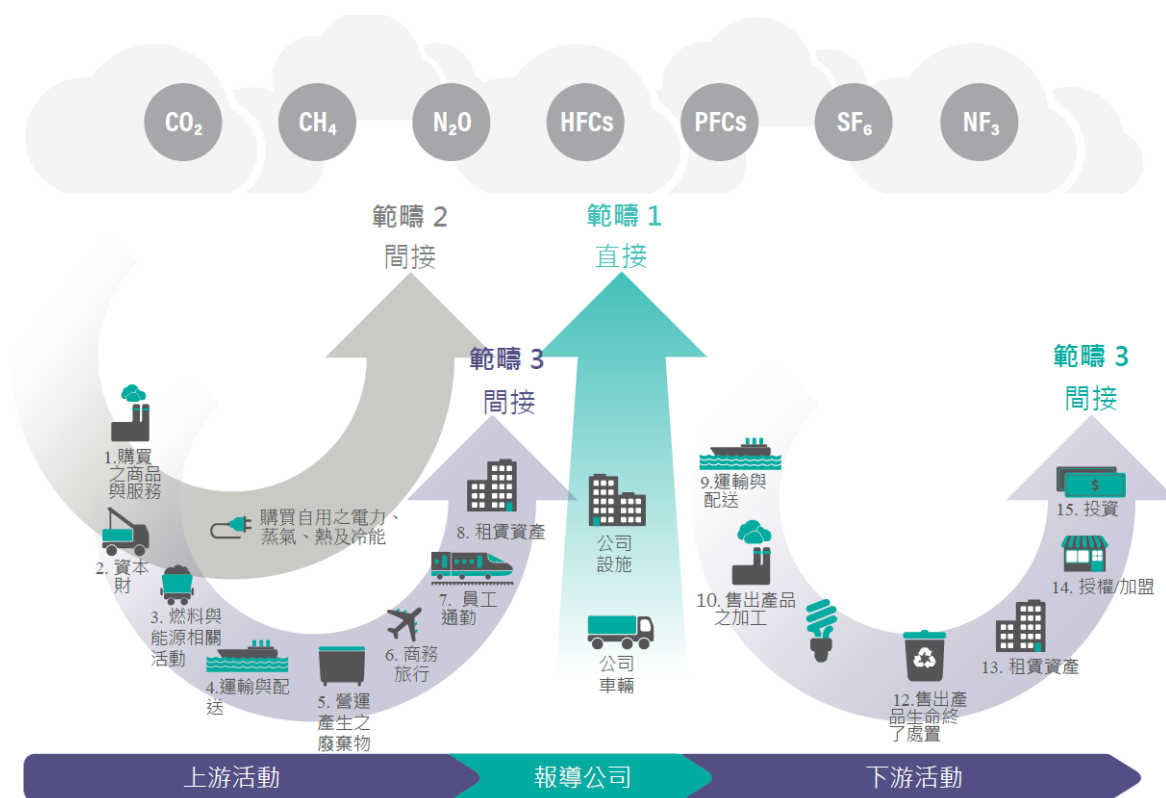 CO₂
CH₄
N₂O
HFCs
PFCs
SF₆
NF₃
範疇 2
間接
範疇 1
直接
範疇 3
間接
範疇 3
間接
1.購買
之商品
與服務
2. 資本
財
3. 燃料與
能源相關
活動
4.運輸與配
送
5. 營運
產生之
廢棄物
6. 商務
旅行
7. 員工
通勤
8. 租賃資產
購買自用之電力、
蒸氣、熱及冷能
公司
設施
公司
車輛
9.運輸與
配送
10. 售出產品
之加工
12.售出產
品生命終
了處置
13. 租賃資產
14. 授權/加盟
15. 投資
$
上游活動
報導公司
下游活動